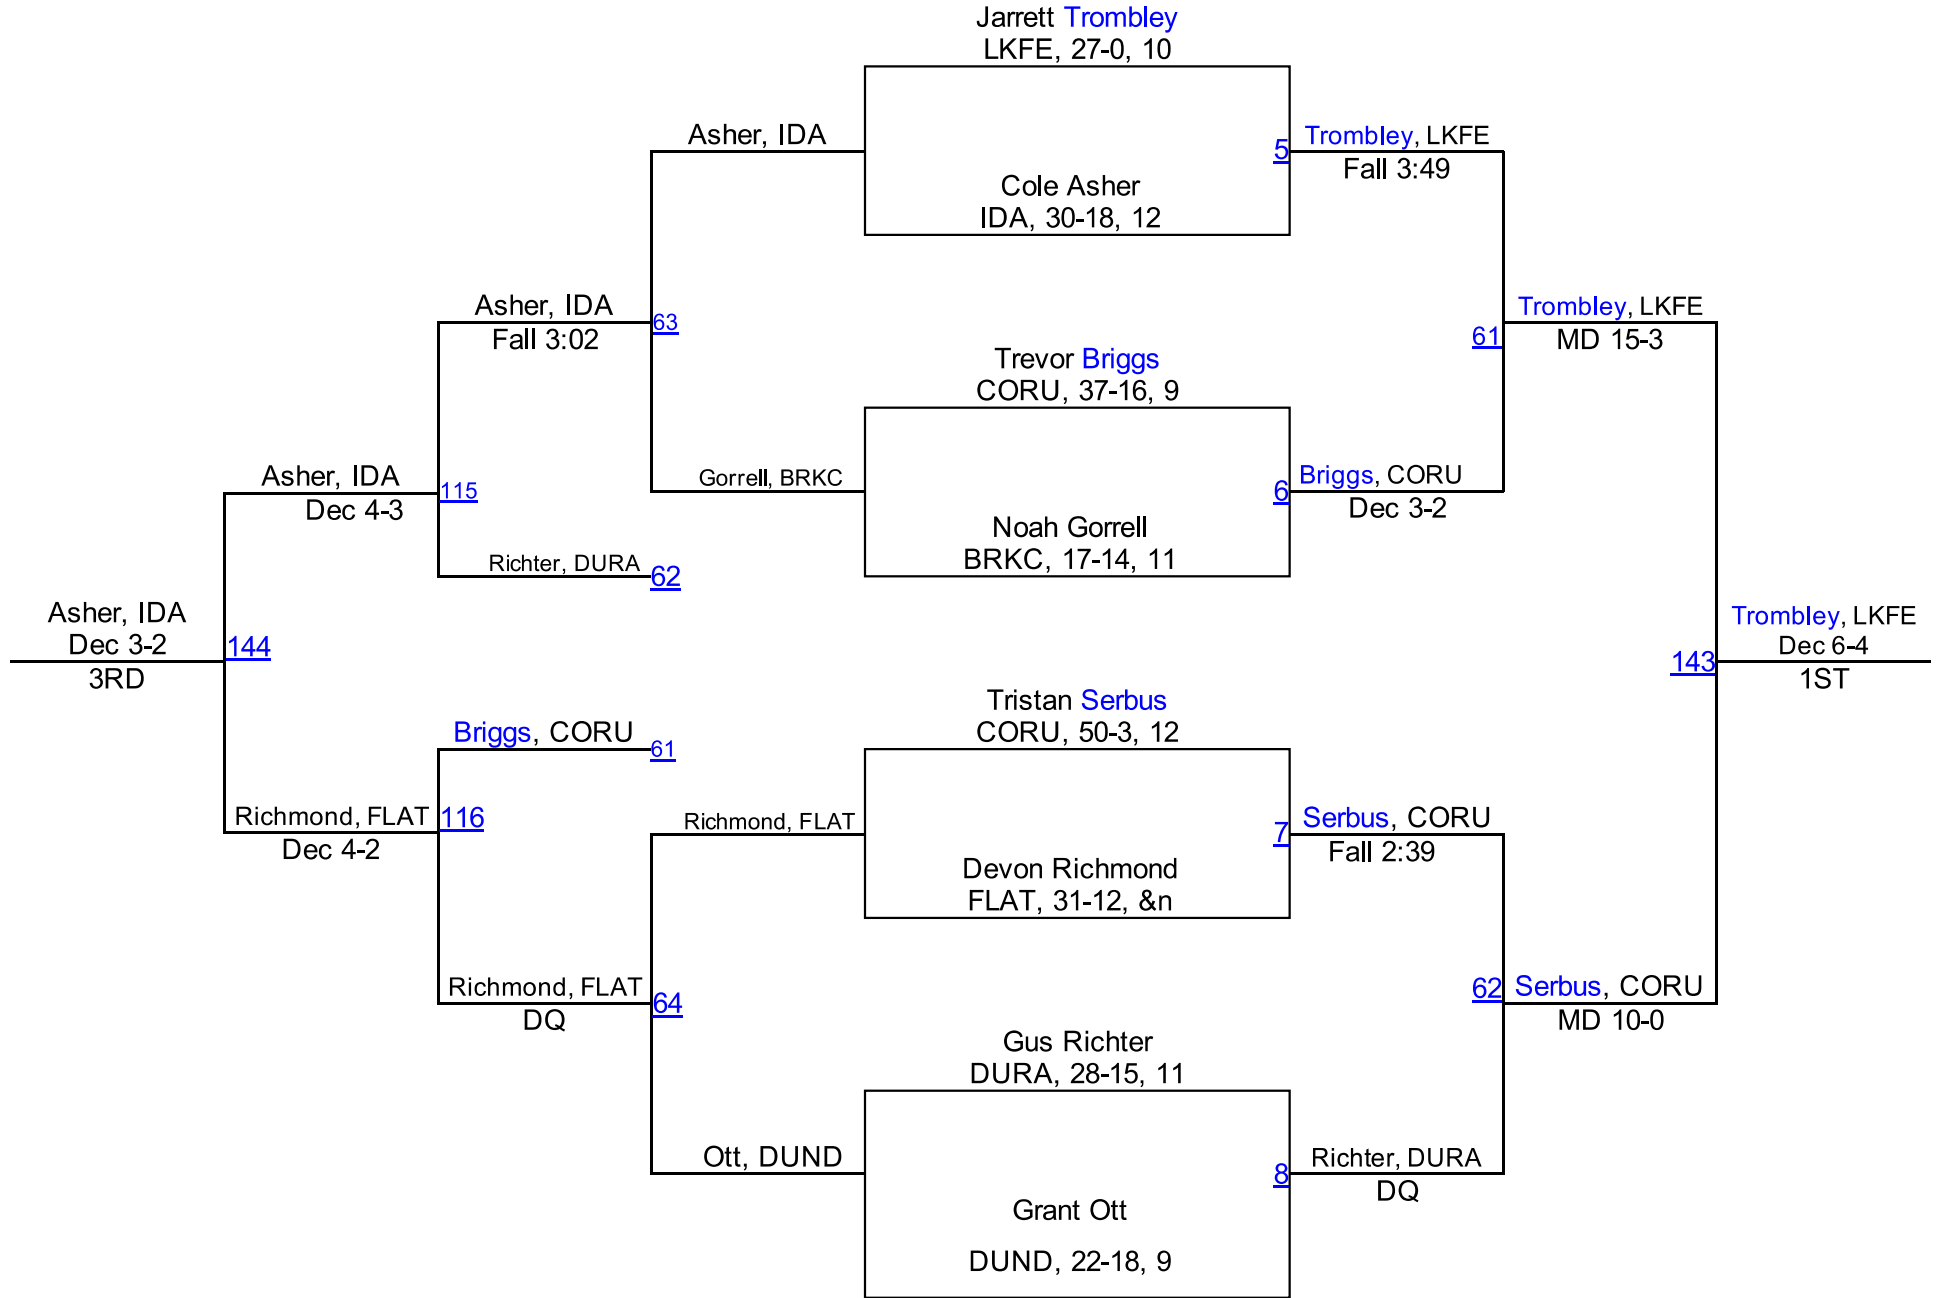 Jarrett Trombley
LKFE, 27-0, 10
Asher, IDA
5
Trombley, LKFE
Fall 3:49
Cole Asher
IDA, 30-18, 12
Asher, IDA
Fall 3:02
63
Trombley, LKFE
MD 15-3
61
Trevor Briggs
CORU, 37-16, 9
Asher, IDA
Dec 4-3
115
Gorrell, BRKC
6
Briggs, CORU
Dec 3-2
Noah Gorrell
BRKC, 17-14, 11
Richter, DURA
62
Asher, IDA
Dec 3-2
3RD
144
Trombley, LKFE
Dec 6-4
1ST
143
Tristan Serbus
CORU, 50-3, 12
Briggs, CORU
61
Richmond, FLAT
Dec 4-2
116
Richmond, FLAT
7
Serbus, CORU
Fall 2:39
Devon Richmond
FLAT, 31-12, &n
Richmond, FLAT
DQ
64
62
Serbus, CORU
MD 10-0
Gus Richter
DURA, 28-15, 11
Ott, DUND
8
Richter, DURA
DQ
Grant Ott
DUND, 22-18, 9